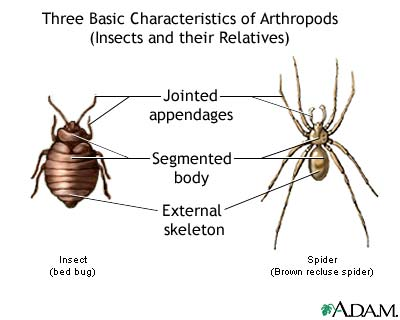 Three Basic Characteristics of Arthropods
(Insects and their Relatives)
Jointed
appendages
Segmented
body
External
skeleton
Insect
(bed bug)
Spider
(Brown recluse spider)
ADAM.